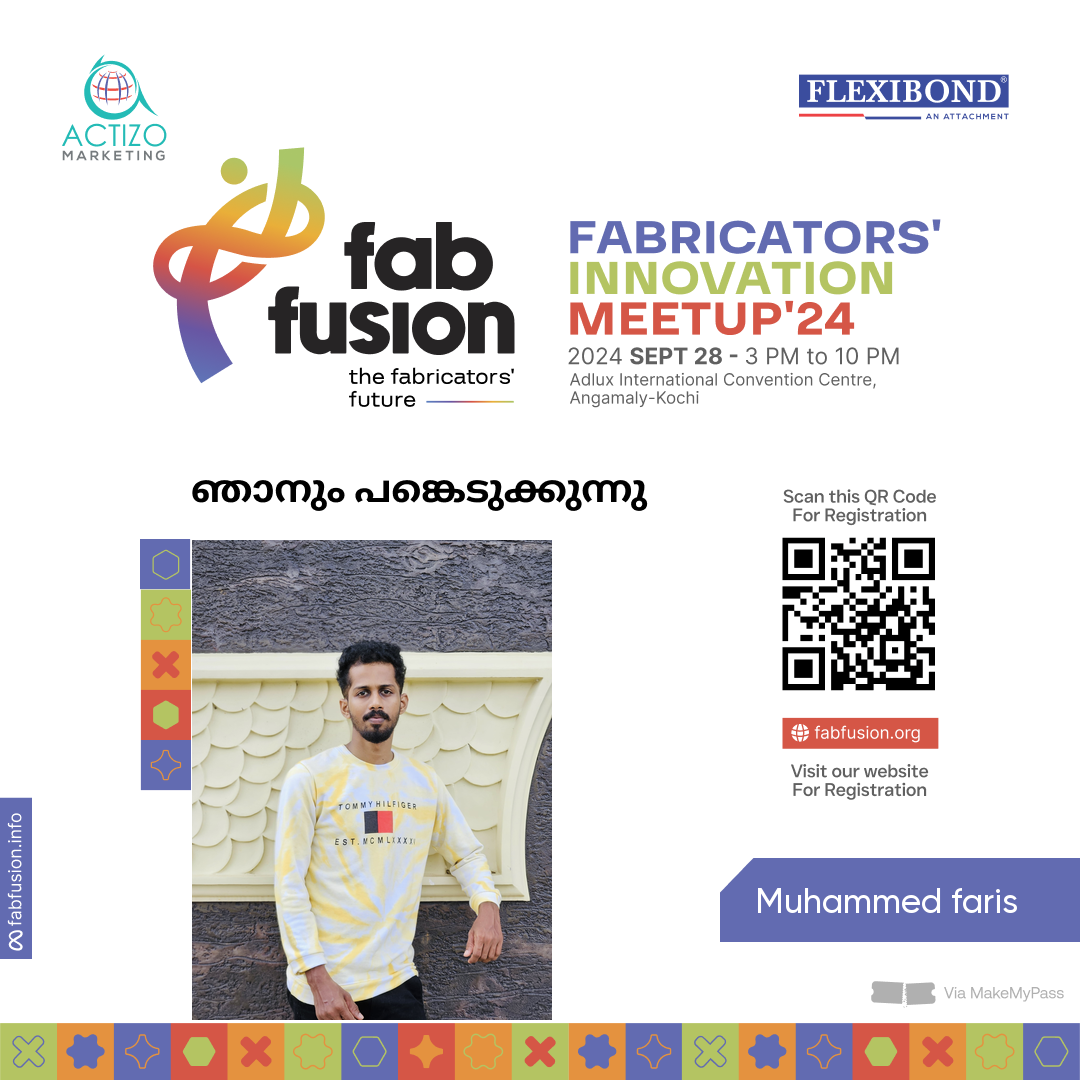 ACTIZO
MARKETING
FLEXIBOND®
AN ATTACHMENT
fab
fusion
the fabricators'
future
FABRICATORS'
INNOVATION
MEETUP'24
2024 SEPT 28 - 3 PM to 10 PM
Adlux International Convention Centre,
Angamaly-Kochi
ഞാനും പങ്കെടുക്കുന്നു
Scan this QR Code
For Registration
fabfusion.org
Visit our website
For Registration
TOMMY HILFIGER
EST. MCMLXXXXI
fabfusion.info
Muhammed faris
Via MakeMyPass